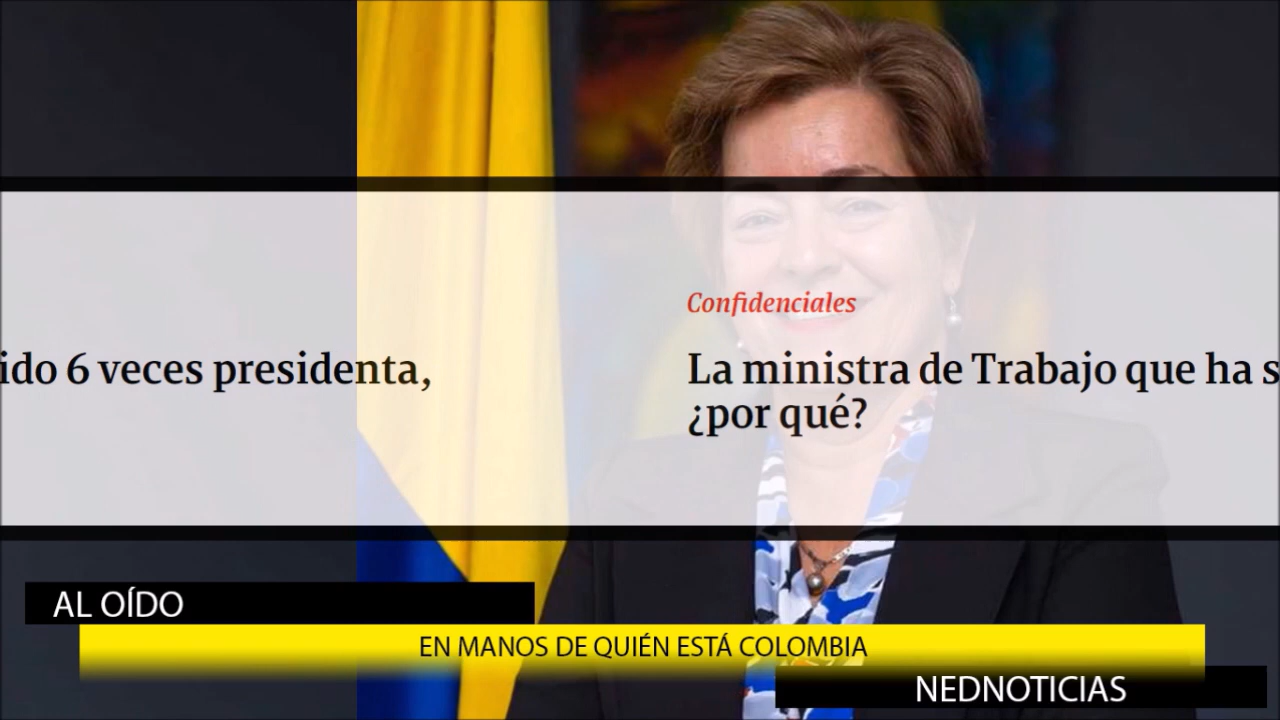 Confidenciales
ido 6 veces presidenta,
La ministra de Trabajo que ha s
¿por qué?
AL OÍDO
EN MANOS DE QUIÉN ESTÁ COLOMBIA
NEDNOTICIAS